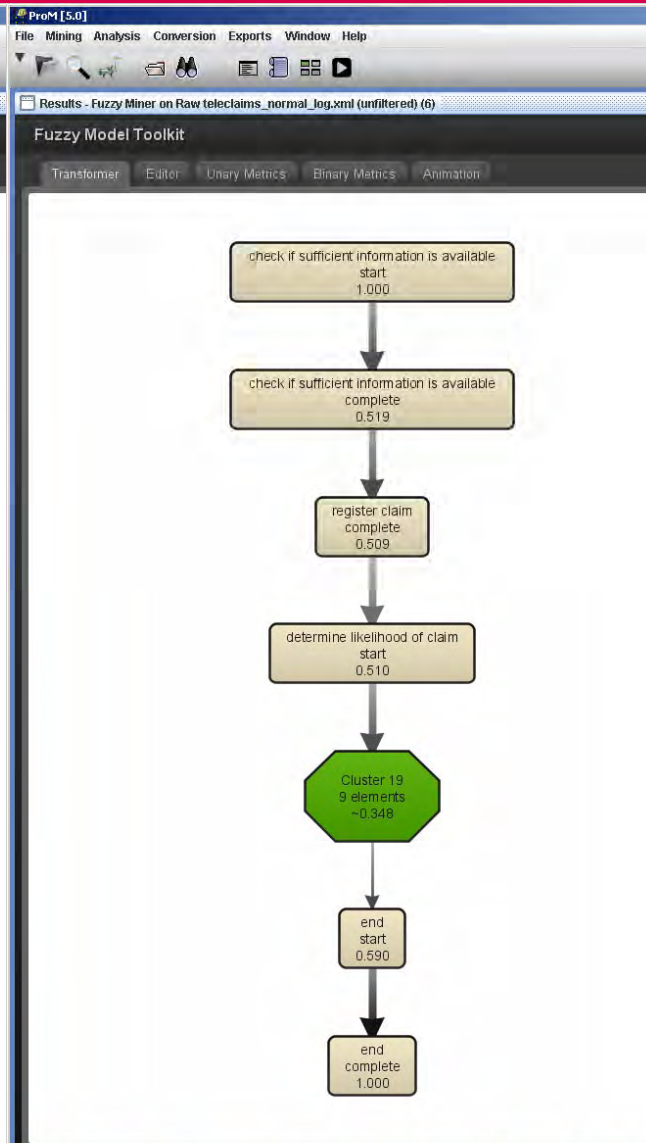 ProM [5.0]
File Mining Analysis Conversion Exports Window Help
Results - Fuzzy Miner on Raw teleclaims_normal_log.xml (unfiltered) (6)
Fuzzy Model Toolkit
Transformer Editor Unary Metrics Binary Metrics Animation
check if sufficient information is available
start
1.000
check if sufficient information is available
complete
0.519
register claim
complete
0.509
determine likelihood of claim
start
0.510
Cluster 19
9 elements
~0.348
end
start
0.590
end
complete
1.000